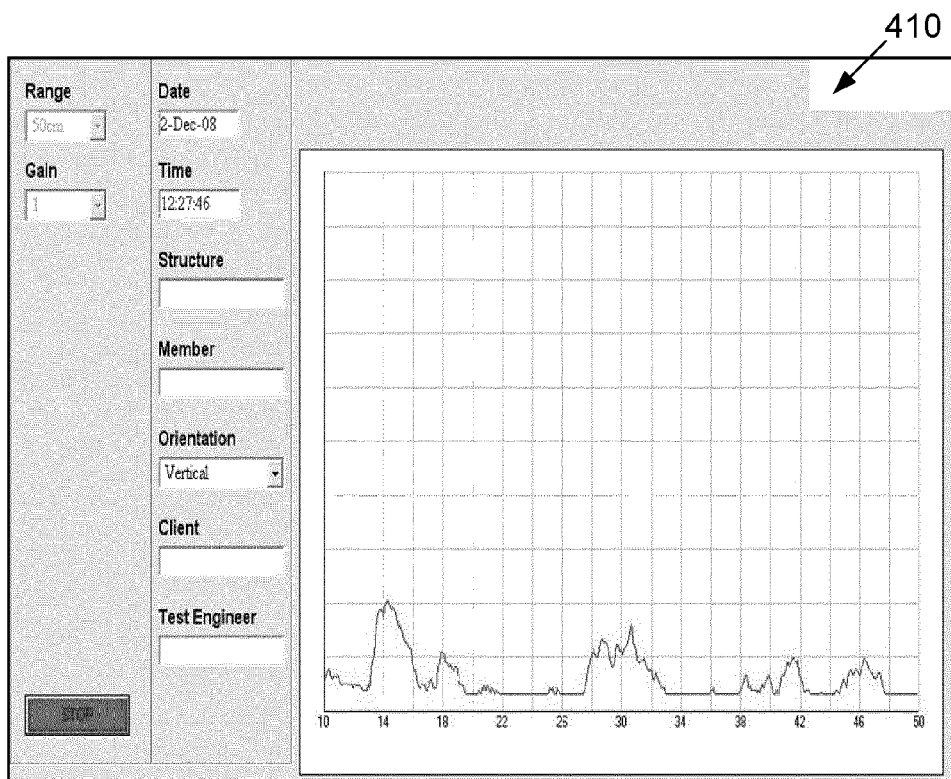 410
Range
50cm
Gain
1
STOP
Date
2-Dec-08
Time
12:27:46
Structure
Member
Orientation
Vertical
Client
Test Engineer
10 14 18 22 26 30 34 38 42 46 50